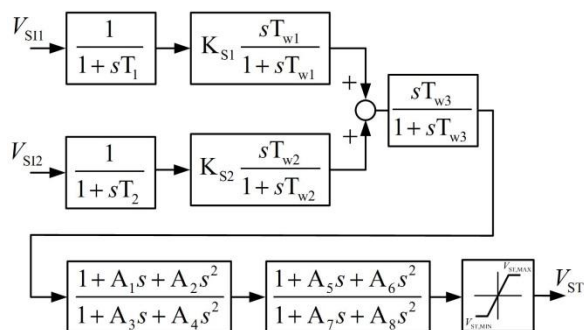 V_SI1 1/(1 + sT_1) K_S1 sT_w1/(1 + sT_w1) +
sT_w3/(1 + sT_w3)
V_SI2 1/(1 + sT_2) K_S2 sT_w2/(1 + sT_w2) +
(1 + A_1s + A_2s^2)/(1 + A_3s + A_4s^2) (1 + A_5s + A_6s^2)/(1 + A_7s + A_8s^2) V_ST,MAX V_ST,MIN V_ST